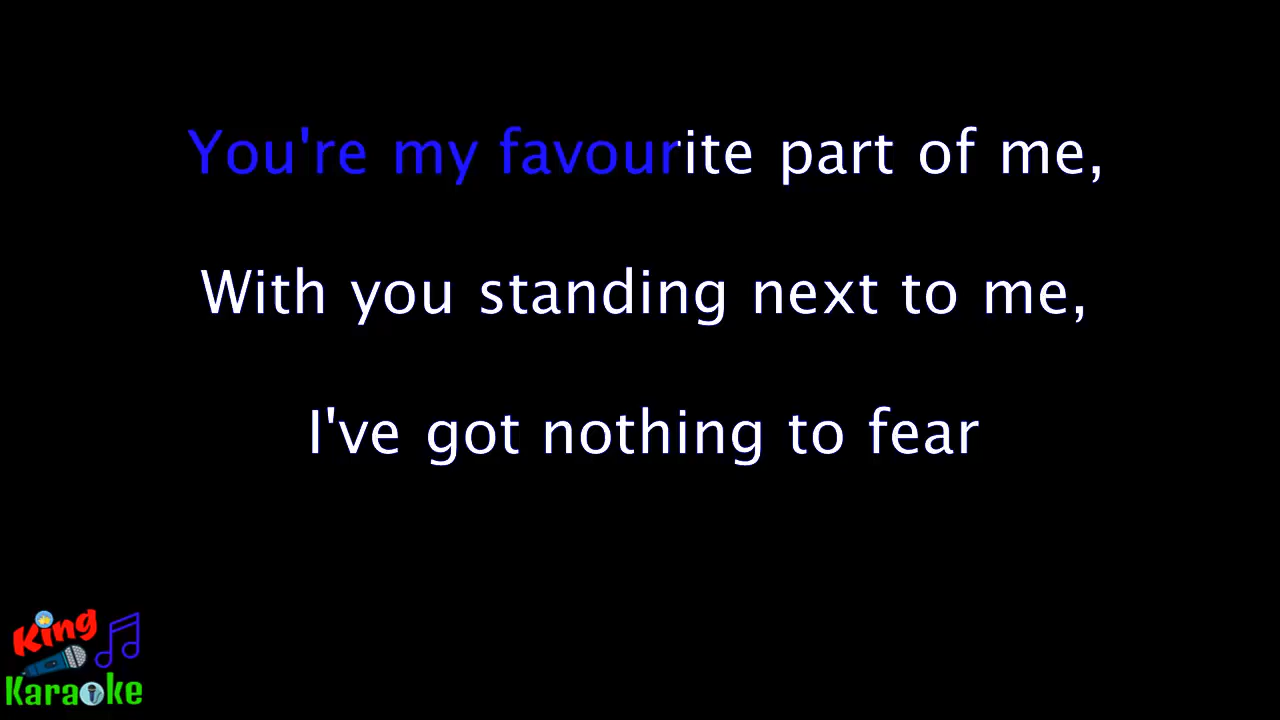 You're my favourite part of me,
With you standing next to me,
I've got nothing to fear
King
Karaoke